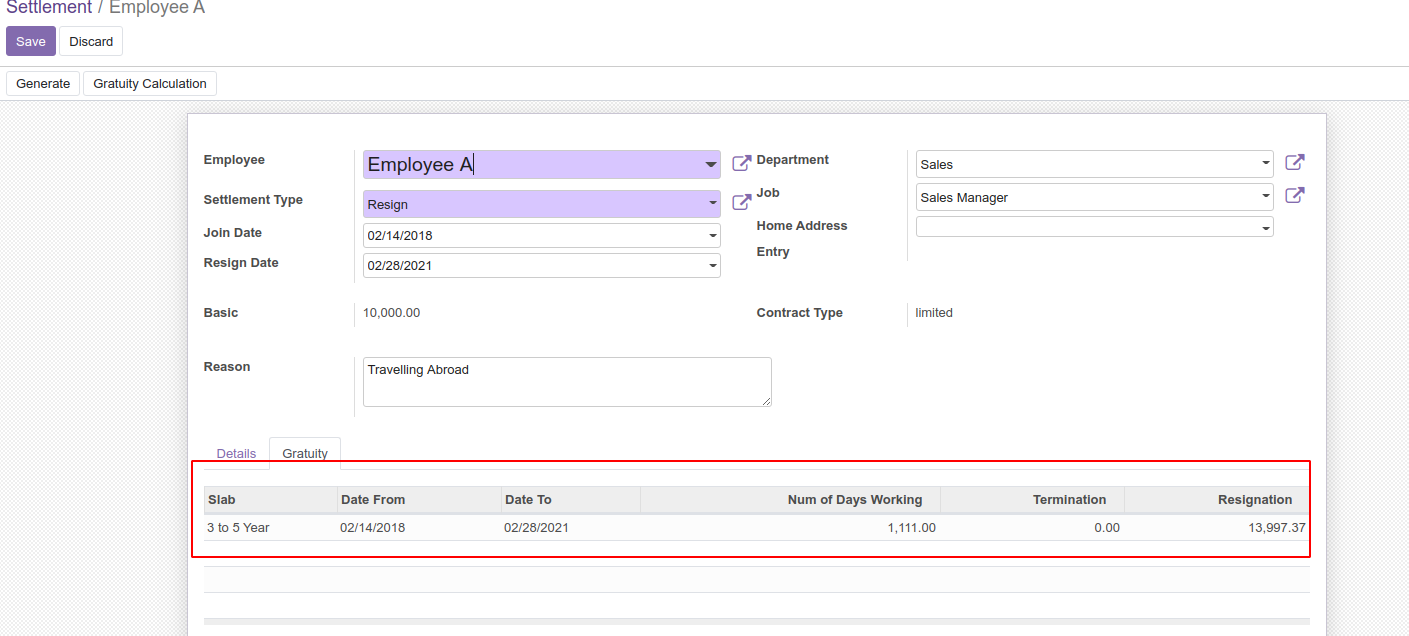 Settlement / Employee A
Save Discard
Generate Gratuity Calculation
Employee Employee A Department Sales
Settlement Type Resign Job Sales Manager
Join Date 02/14/2018 Home Address
Resign Date 02/28/2021 Entry
Basic 10,000.00 Contract Type limited
Reason Travelling Abroad
Details Gratuity
Slab Date From Date To Num of Days Working Termination Resignation
3 to 5 Year 02/14/2018 02/28/2021 1,111.00 0.00 13,997.37